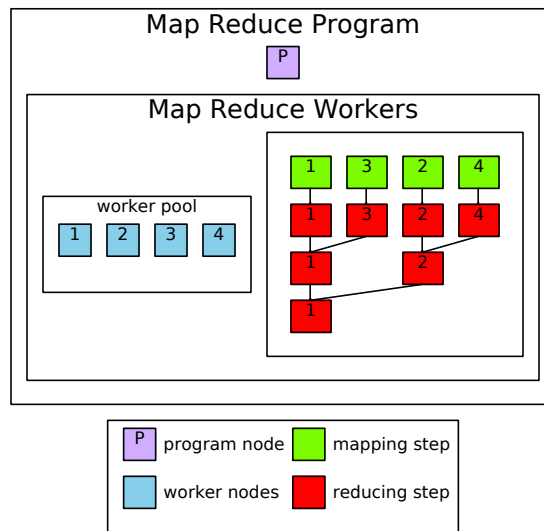 Map Reduce Program
P
Map Reduce Workers
worker pool
1 2 3 4
1 3 2 4
1 3 2 4
1 2
1
P program node mapping step
worker nodes reducing step